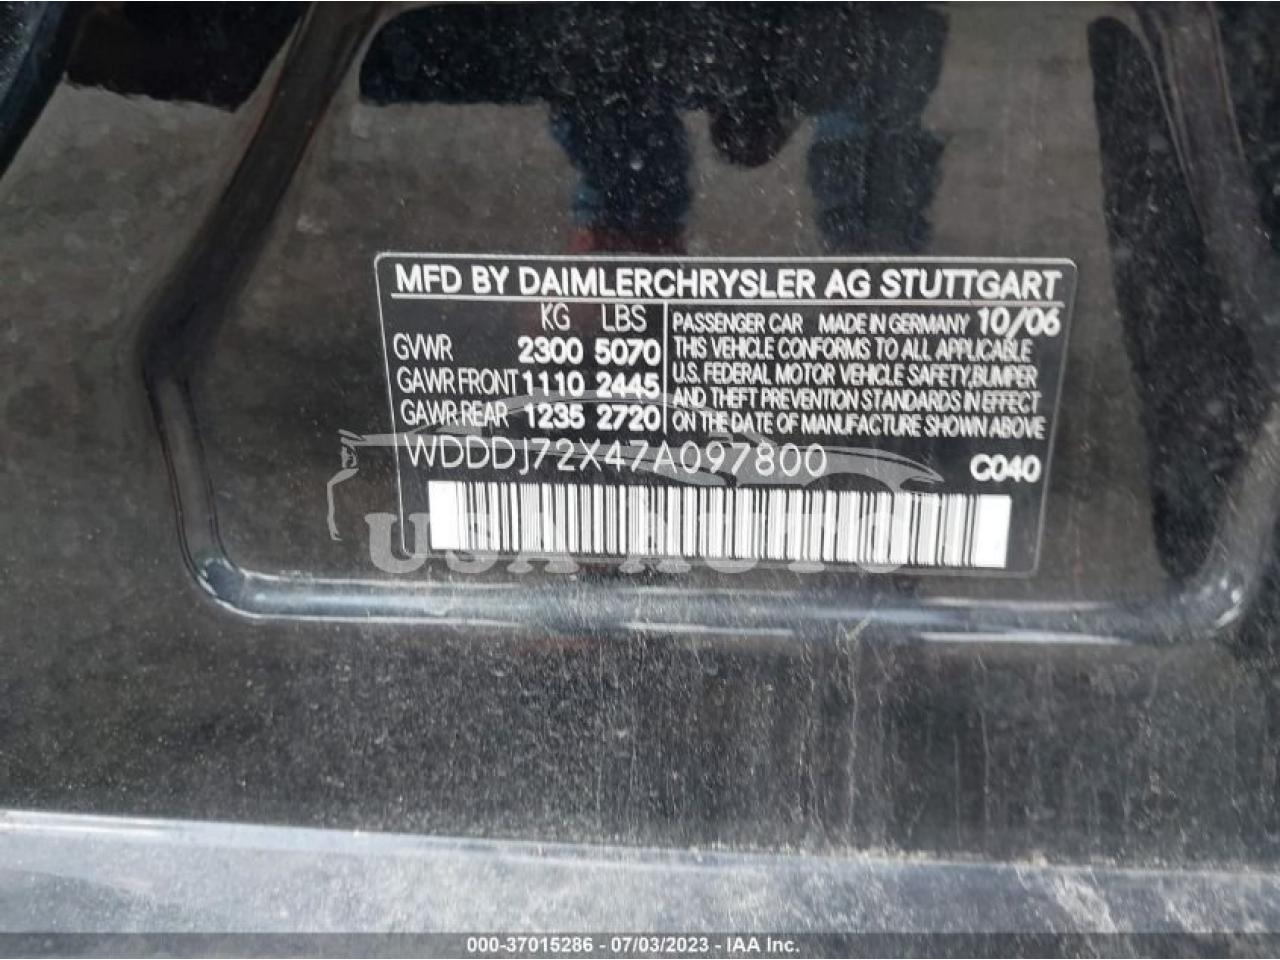 MFD BY DAIMLERCHRYSLER AG STUTTGART
KG LBS
GVWR 2300 5070
GAWR FRONT 1110 2445
GAWR REAR 1235 2720
PASSENGER CAR MADE IN GERMANY 10/06
THIS VEHICLE CONFORMS TO ALL APPLICABLE
U.S. FEDERAL MOTOR VEHICLE SAFETY, BUMPER
AND THEFT PREVENTION STANDARDS IN EFFECT
ON THE DATE OF MANUFACTURE SHOWN ABOVE
WDDDJ72X47A097800 C040
USA AUTO
000-37015286 - 07/03/2023 - IAA Inc.